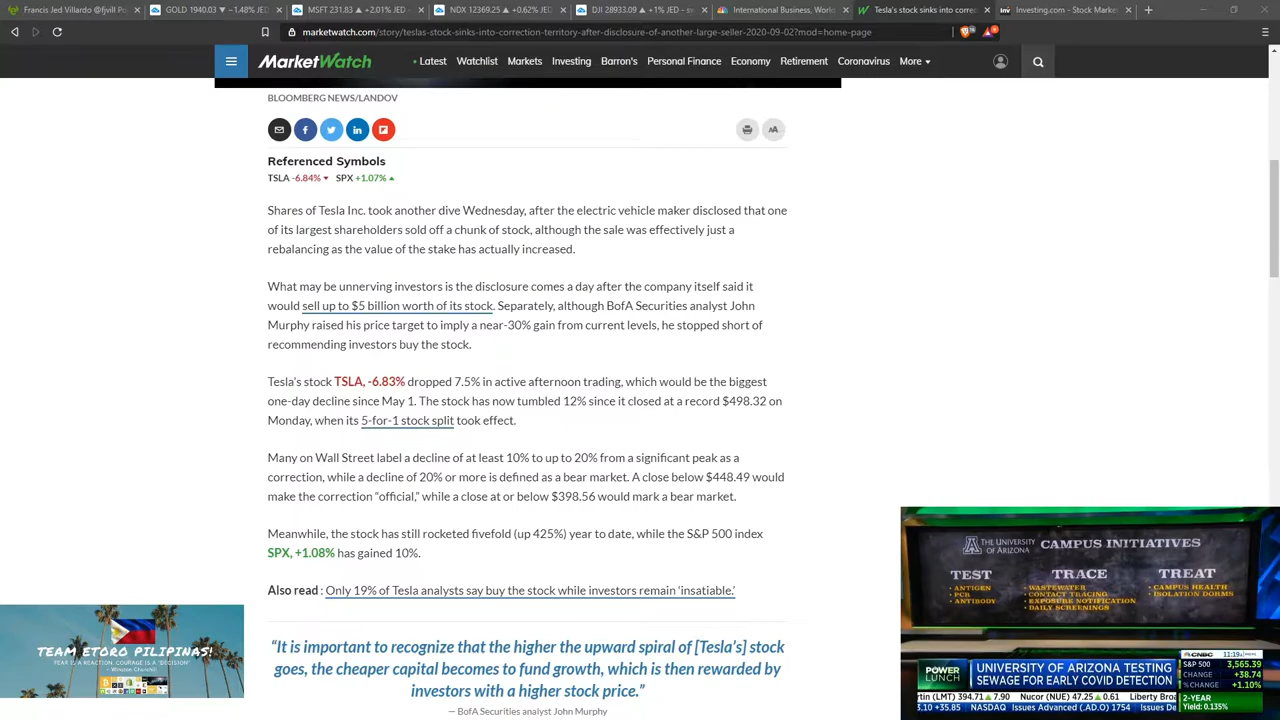 Francis Jed Villardo @fjvill Po
GOLD 1940.03 ▼ −1.48% JED -
MSFT 231.83 ▲ +2.01% JED -
NDX 12369.25 ▲ +0.62% JED
DJI 28933.09 ▲ +1% JED -
International Business, World
Tesla's stock sinks into correct
Investing.com - Stock Market
marketwatch.com/story/teslas-stock-sinks-into-correction-territory-after-disclosure-of-another-large-seller-2020-09-02?mod=home-page
MarketWatch
• Latest Watchlist Markets Investing Barron's Personal Finance Economy Retirement Coronavirus More
BLOOMBERG NEWS/LANDOV
Referenced Symbols
TSLA -6.84% ▼ SPX +1.07% ▲
Shares of Tesla Inc. took another dive Wednesday, after the electric vehicle maker disclosed that one
of its largest shareholders sold off a chunk of stock, although the sale was effectively just a
rebalancing as the value of the stake has actually increased.
What may be unnerving investors is the disclosure comes a day after the company itself said it
would sell up to $5 billion worth of its stock. Separately, although BofA Securities analyst John
Murphy raised his price target to imply a near-30% gain from current levels, he stopped short of
recommending investors buy the stock.
Tesla's stock TSLA, -6.83% dropped 7.5% in active afternoon trading, which would be the biggest
one-day decline since May 1. The stock has now tumbled 12% since it closed at a record $498.32 on
Monday, when its 5-for-1 stock split took effect.
Many on Wall Street label a decline of at least 10% to up to 20% from a significant peak as a
correction, while a decline of 20% or more is defined as a bear market. A close below $448.49 would
make the correction “official,” while a close at or below $398.56 would mark a bear market.
Meanwhile, the stock has still rocketed fivefold (up 425%) year to date, while the S&P 500 index
SPX, +1.08% has gained 10%.
Also read : Only 19% of Tesla analysts say buy the stock while investors remain ‘insatiable.’
“It is important to recognize that the higher the upward spiral of [Tesla’s] stock
goes, the cheaper capital becomes to fund growth, which is then rewarded by
investors with a higher stock price.”
— BofA Securities analyst John Murphy
TEAM ETORO PILIPINAS!
FEAR IS A REACTION. COURAGE IS A "DECISION"
- Winston Churchill
THE UNIVERSITY OF ARIZONA
CAMPUS INITIATIVES
TEST
• ANTIGEN
• PCR
• ANTIBODY
TRACE
• WASTEWATER
• CONTACT TRACING
• EXPOSURE NOTIFICATION
• DAILY SCREENINGS
TREAT
• CAMPUS HEALTH
• ISOLATION DORMS
POWER LUNCH
UNIVERSITY OF ARIZONA TESTING
SEWAGE FOR EARLY COVID DETECTION
CNBC
S&P 500 3,565.39
CHANGE +38.74
%CHANGE +1.10%
rtin (LMT) 394.71 ▲ 7.90 Nucor (NUE) 47.25 ▲ 0.61 Liberty Broa
3.10 +35.85 NASDAQ Issues Advanced (.AD.O) 1754 Issues De
2-YEAR
Yield: 0.135%